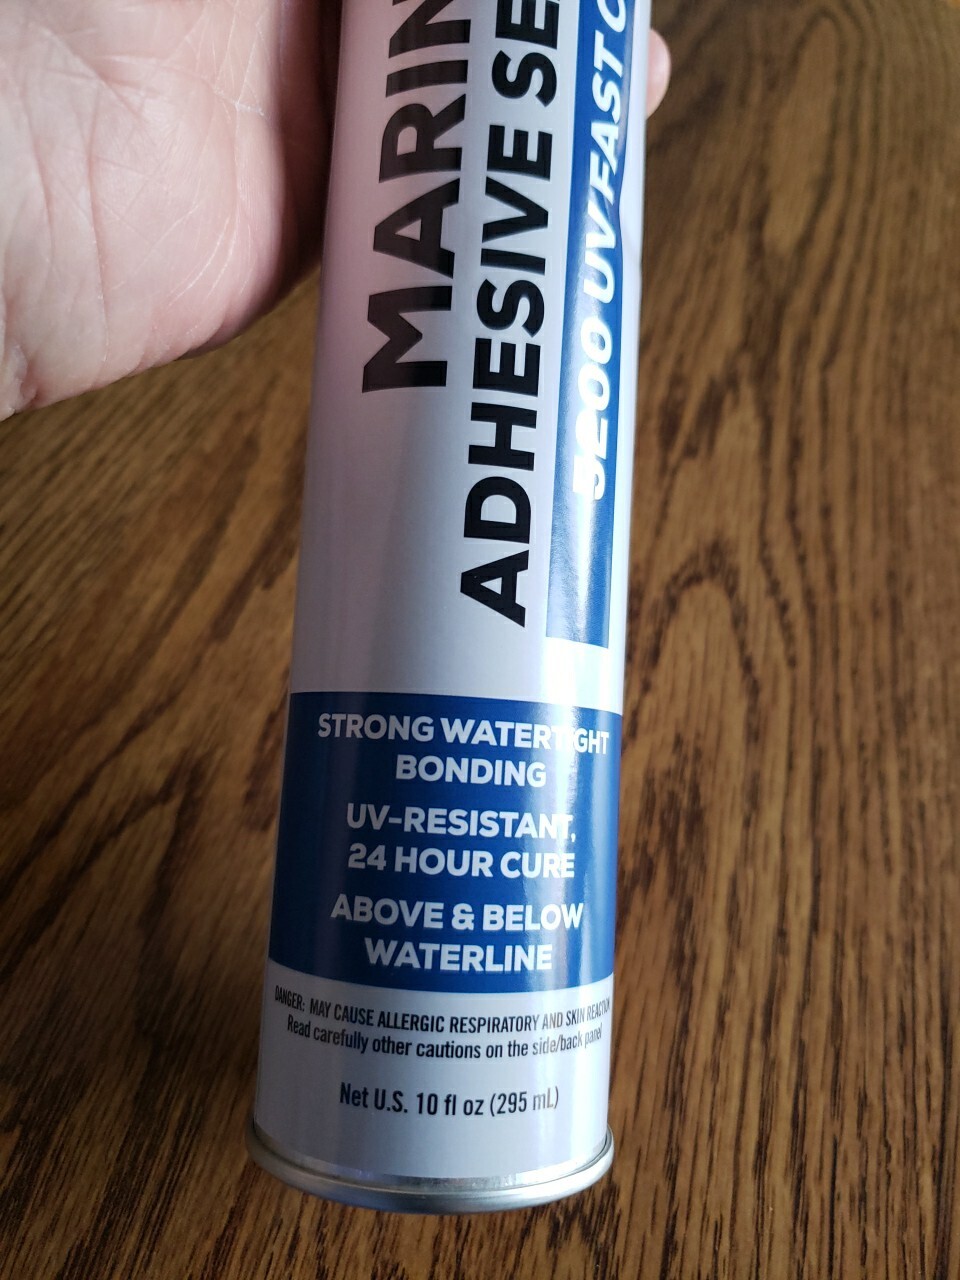 MARIN
ADHESIVE SE
5200 UV/FAST C
STRONG WATERTIGHT
BONDING
UV-RESISTANT,
24 HOUR CURE
ABOVE & BELOW
WATERLINE
DANGER: MAY CAUSE ALLERGIC RESPIRATORY AND SKIN REACTION
Read carefully other cautions on the side/back panel
Net U.S. 10 fl oz (295 mL)